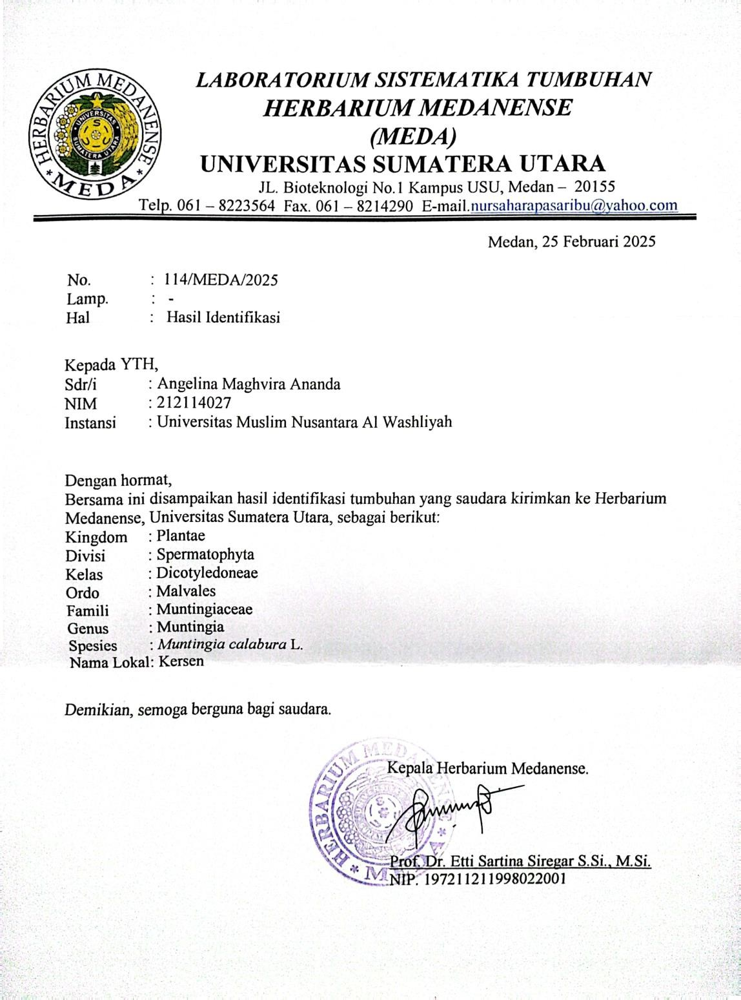 HERBARIUM MEDANENSE
* MEDA *
UNIVERSITAS
SUMATERA UTARA
LABORATORIUM SISTEMATIKA TUMBUHAN
HERBARIUM MEDANENSE
(MEDA)
UNIVERSITAS SUMATERA UTARA
JL. Bioteknologi No.1 Kampus USU, Medan – 20155
Telp. 061 – 8223564 Fax. 061 – 8214290 E-mail.nursaharapasaribu@yahoo.com
Medan, 25 Februari 2025
No. : 114/MEDA/2025
Lamp. : -
Hal : Hasil Identifikasi
Kepada YTH,
Sdr/i : Angelina Maghvira Ananda
NIM : 212114027
Instansi : Universitas Muslim Nusantara Al Washliyah
Dengan hormat,
Bersama ini disampaikan hasil identifikasi tumbuhan yang saudara kirimkan ke Herbarium
Medanense, Universitas Sumatera Utara, sebagai berikut:
Kingdom : Plantae
Divisi : Spermatophyta
Kelas : Dicotyledoneae
Ordo : Malvales
Famili : Muntingiaceae
Genus : Muntingia
Spesies : Muntingia calabura L.
Nama Lokal: Kersen
Demikian, semoga berguna bagi saudara.
HERBARIUM MEDANENSE
* MEDA *
Kepala Herbarium Medanense.
Prof. Dr. Etti Sartina Siregar S.Si., M.Si.
NIP. 197211211998022001